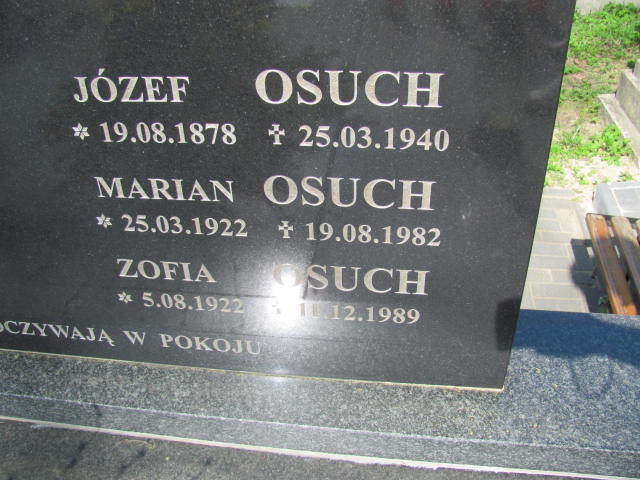 JÓZEF OSUCH
* 19.08.1878 ✝ 25.03.1940
MARIAN OSUCH
* 25.03.1922 ✝ 19.08.1982
ZOFIA OSUCH
* 5.08.1922 ✝ 11.12.1989
OCZYWAJĄ W POKOJU